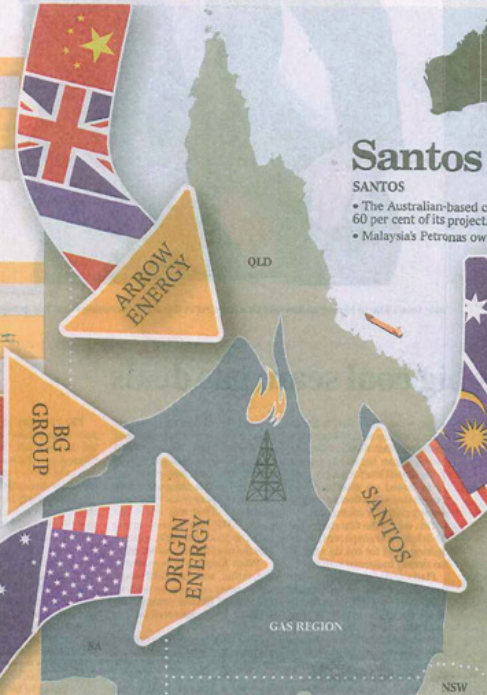 Santos
SANTOS
• The Australian-based c
60 per cent of its project.
• Malaysia's Petronas ow
QLD
ARROW
ENERGY
BG
GROUP
ORIGIN
ENERGY
SANTOS
GAS REGION
SA
NSW